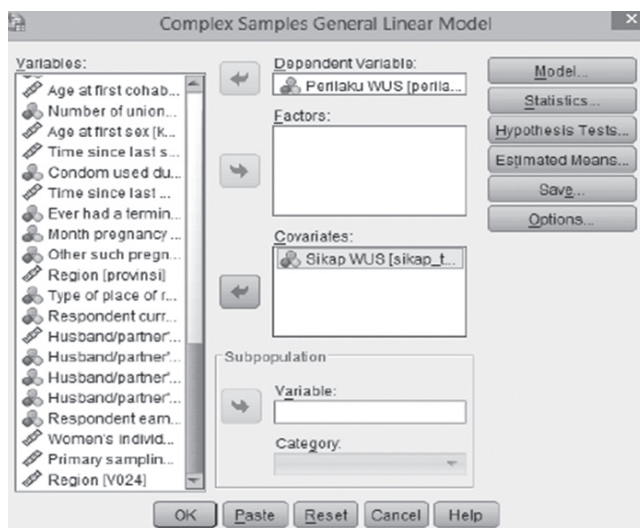 Complex Samples General Linear Model
Variables:
Age at first cohab...
Number of union...
Age at first sex [k...
Time since last s...
Condom used du...
Time since last ...
Ever had a termin...
Month pregnancy ...
Other such pregn...
Region [provinsi]
Type of place of r...
Respondent curr...
Husband/partner'...
Husband/partner'...
Husband/partner'...
Husband/partner'...
Respondent eam...
Women's individ...
Primary samplin...
Region [V024]
Dependent Variable:
Perilaku WUS [perila...
Factors:
Covariates:
Sikap WUS [sikap_t...
Subpopulation
Variable:
Category:
Model...
Statistics...
Hypothesis Tests...
Estimated Means...
Save...
Options...
OK
Paste
Reset
Cancel
Help